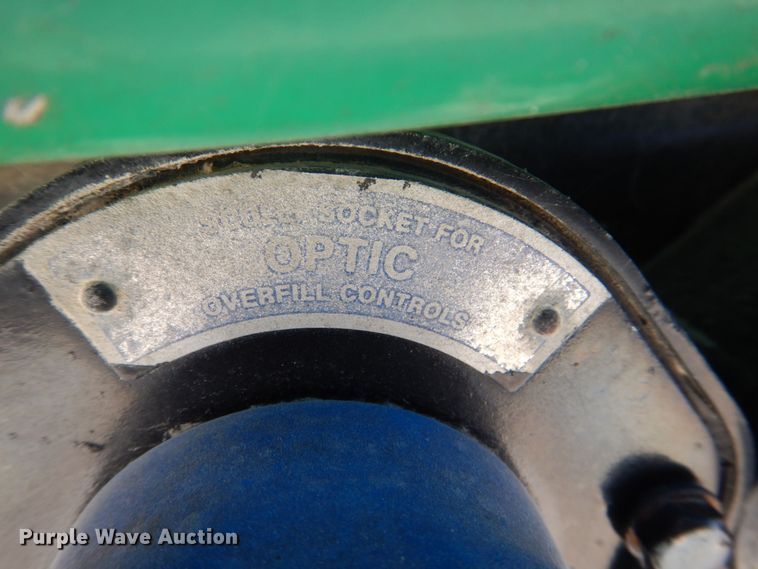 SOCKET FOR
OPTIC
OVERFILL CONTROLS
Purple Wave Auction